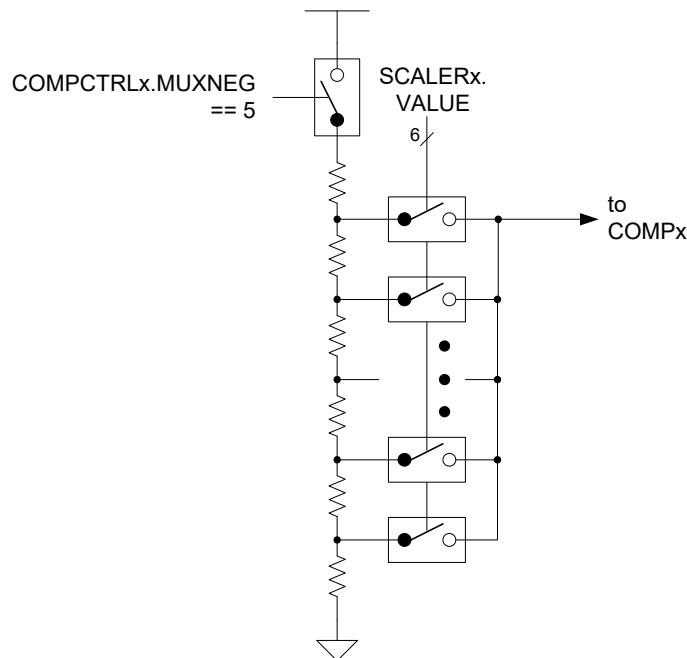 COMPCTRLx.MUXNEG
== 5
SCALERx.
VALUE
6
to
COMPx